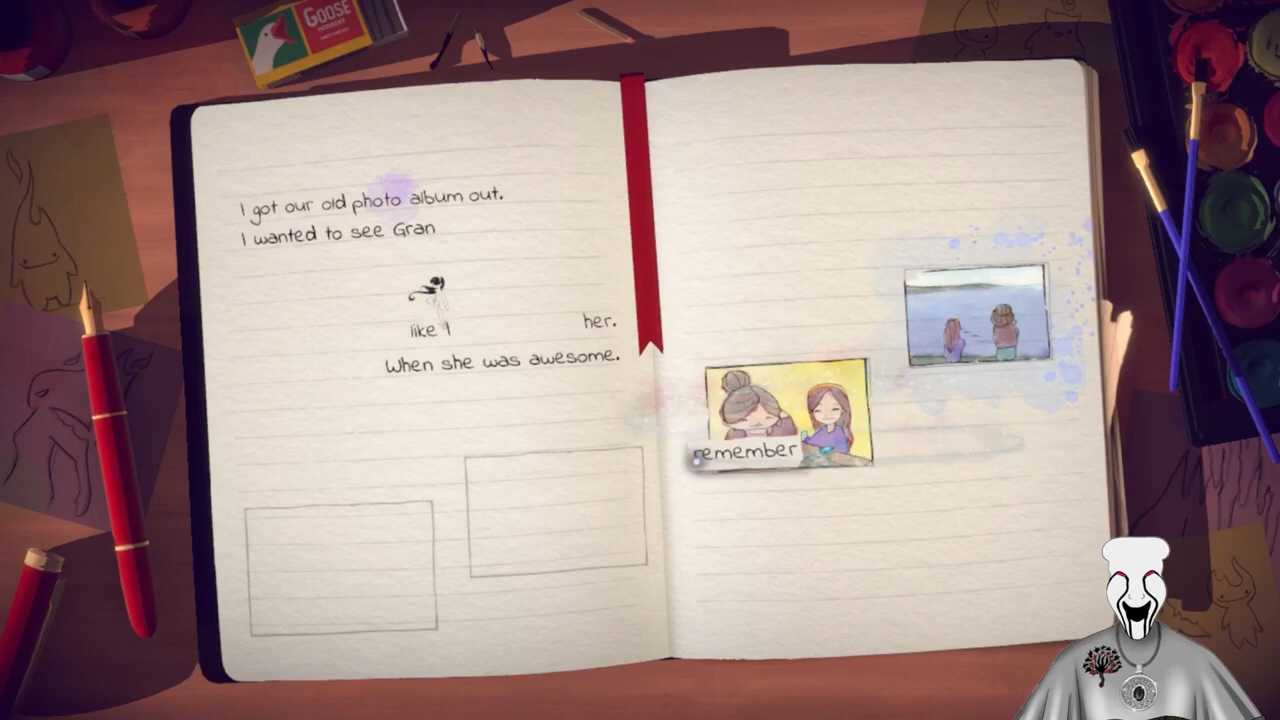 GOOSE
I got our old photo album out.
I wanted to see Gran
like I her.
When she was awesome.
remember